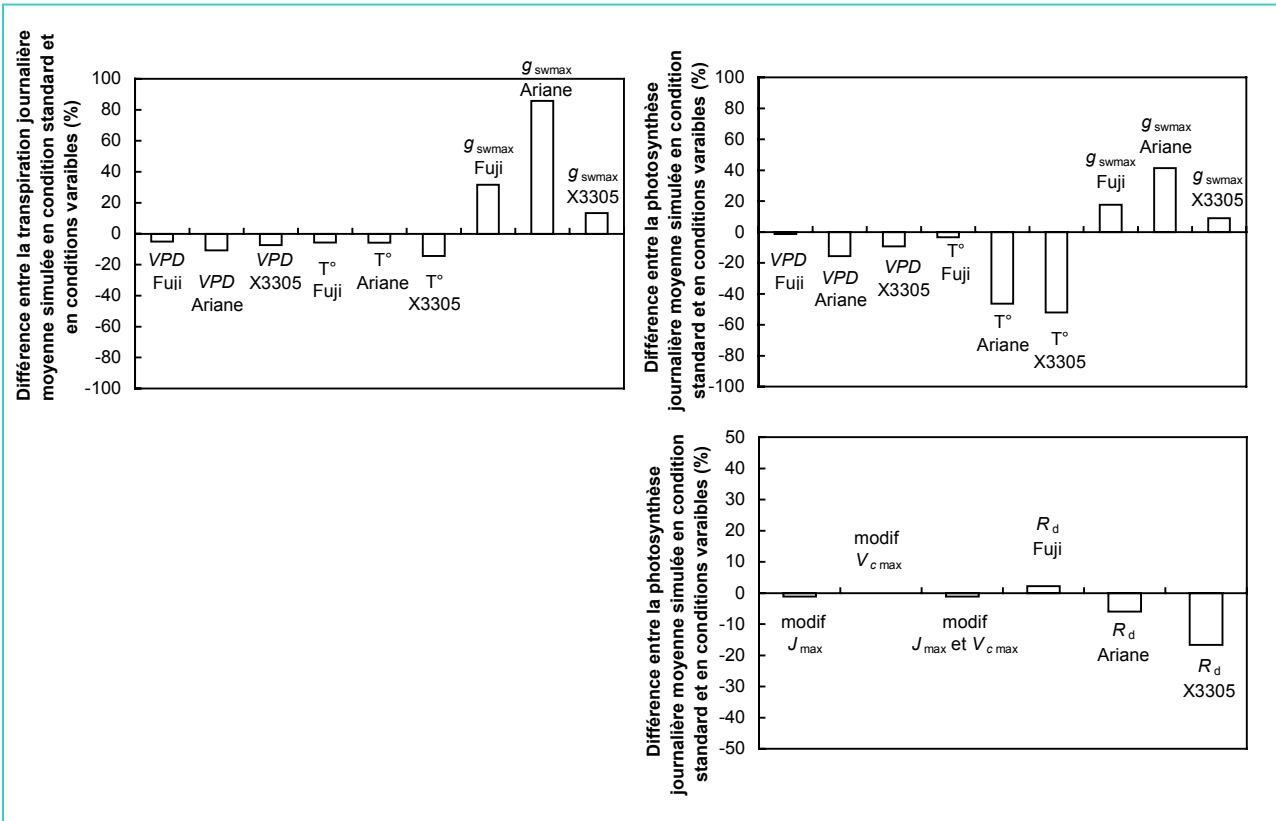 Différence entre la transpiration journalière
moyenne simulée en condition standard et
en conditions varaibles (%)
100
80
60
40
20
0
-20
-40
-60
-80
-100
VPD
Fuji
VPD
Ariane
VPD
X3305
T°
Fuji
T°
Ariane
T°
X3305
g swmax
Fuji
g swmax
Ariane
g swmax
X3305
Différence entre la photosynthèse
journalière moyenne simulée en condition
standard et en conditions varaibles (%)
100
80
60
40
20
0
-20
-40
-60
-80
-100
VPD
Fuji
VPD
Ariane
VPD
X3305
T°
Fuji
T°
Ariane
T°
X3305
g swmax
Fuji
g swmax
Ariane
g swmax
X3305
Différence entre la photosynthèse
journalière moyenne simulée en condition
standard et en conditions varaibles (%)
50
40
30
20
10
0
-10
-20
-30
-40
-50
modif
J max
modif
V c max
modif
J max et V c max
R d
Fuji
R d
Ariane
R d
X3305